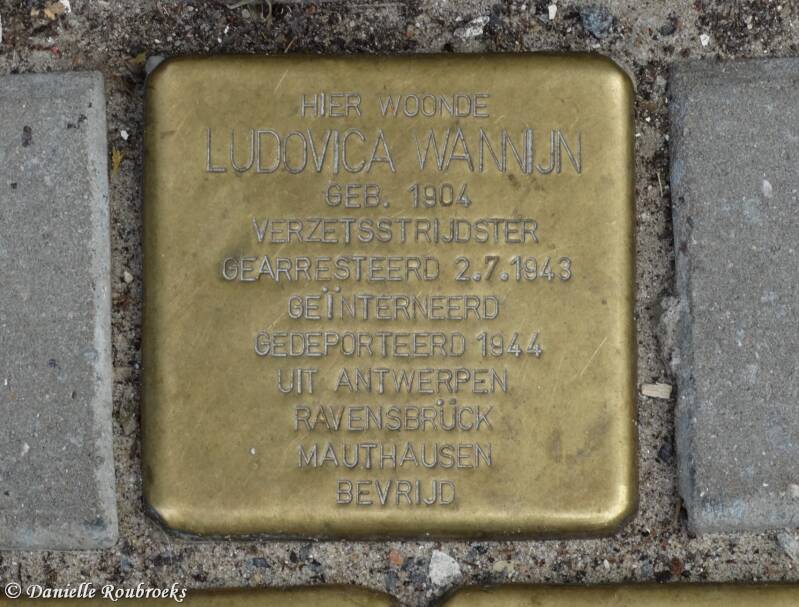 HIER WOONDE
LUDOVICA WANNIJN
GEB. 1904
VERZETSSTRIJDSTER
GEARRESTEERD 2.7.1943
GEÏNTERNEERD
GEDEPORTEERD 1944
UIT ANTWERPEN
RAVENSBRÜCK
MAUTHAUSEN
BEVRIJD
© Danielle Roubroeks